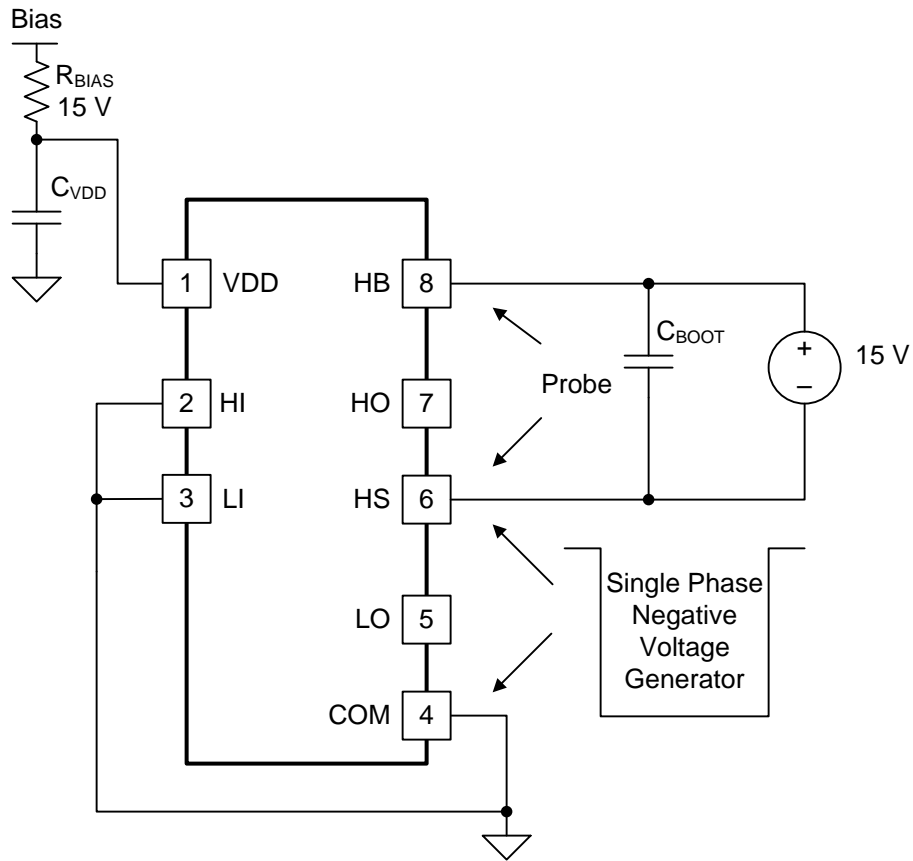 Bias
RBIAS
15 V
CVDD
1 VDD HB 8
CBOOT
+
15 V
–
Probe
2 HI HO 7
3 LI HS 6
Single Phase
Negative
Voltage
Generator
LO 5
COM 4